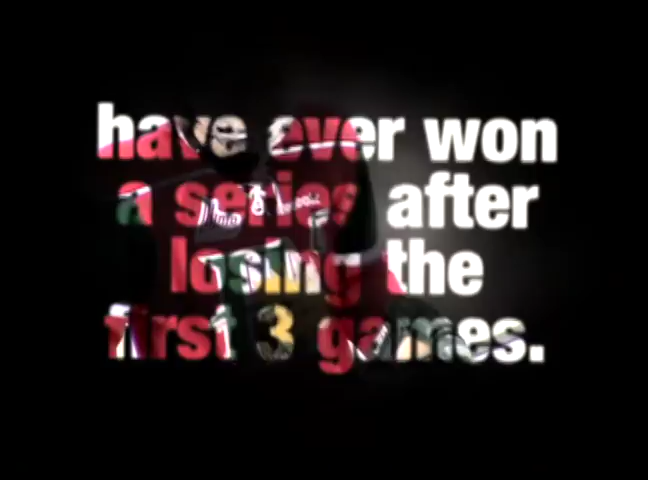 have ever won
a series after
losing the
first 3 games.